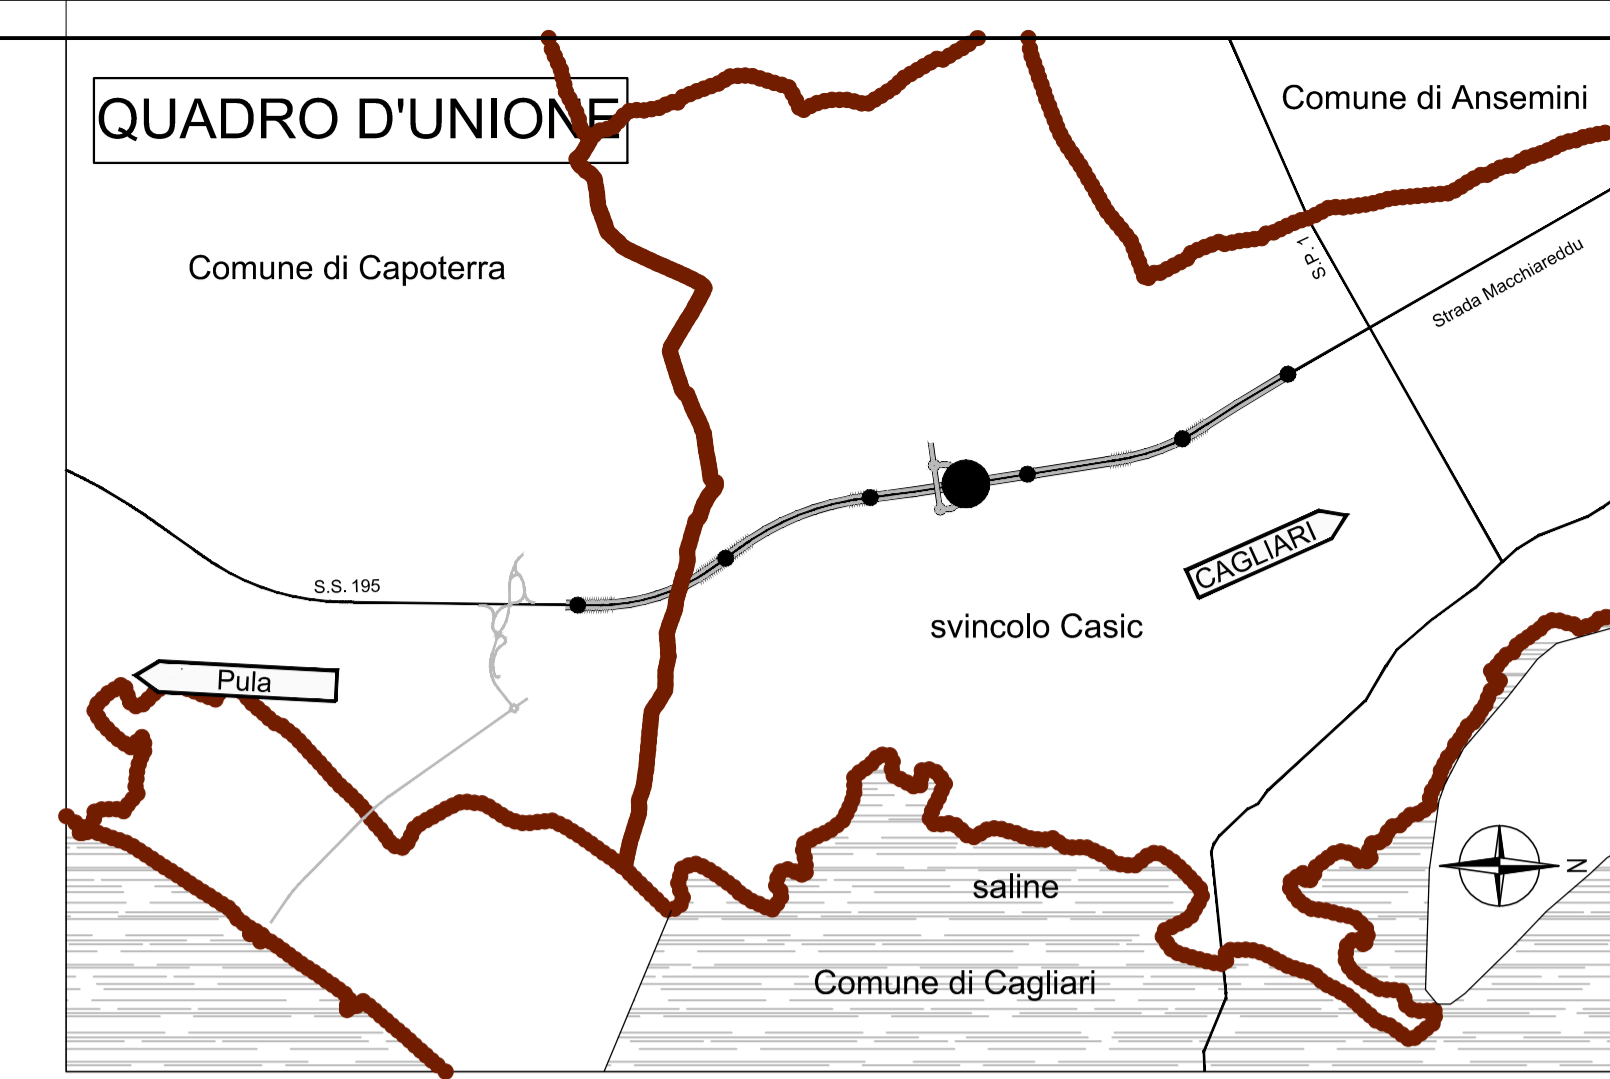 QUADRO D'UNIONE
Comune di Ansemini
Comune di Capoterra
S.P. 1
Strada Macchiareddu
CAGLIARI
S.S. 195
svincolo Casic
Pula
saline
N
Comune di Cagliari